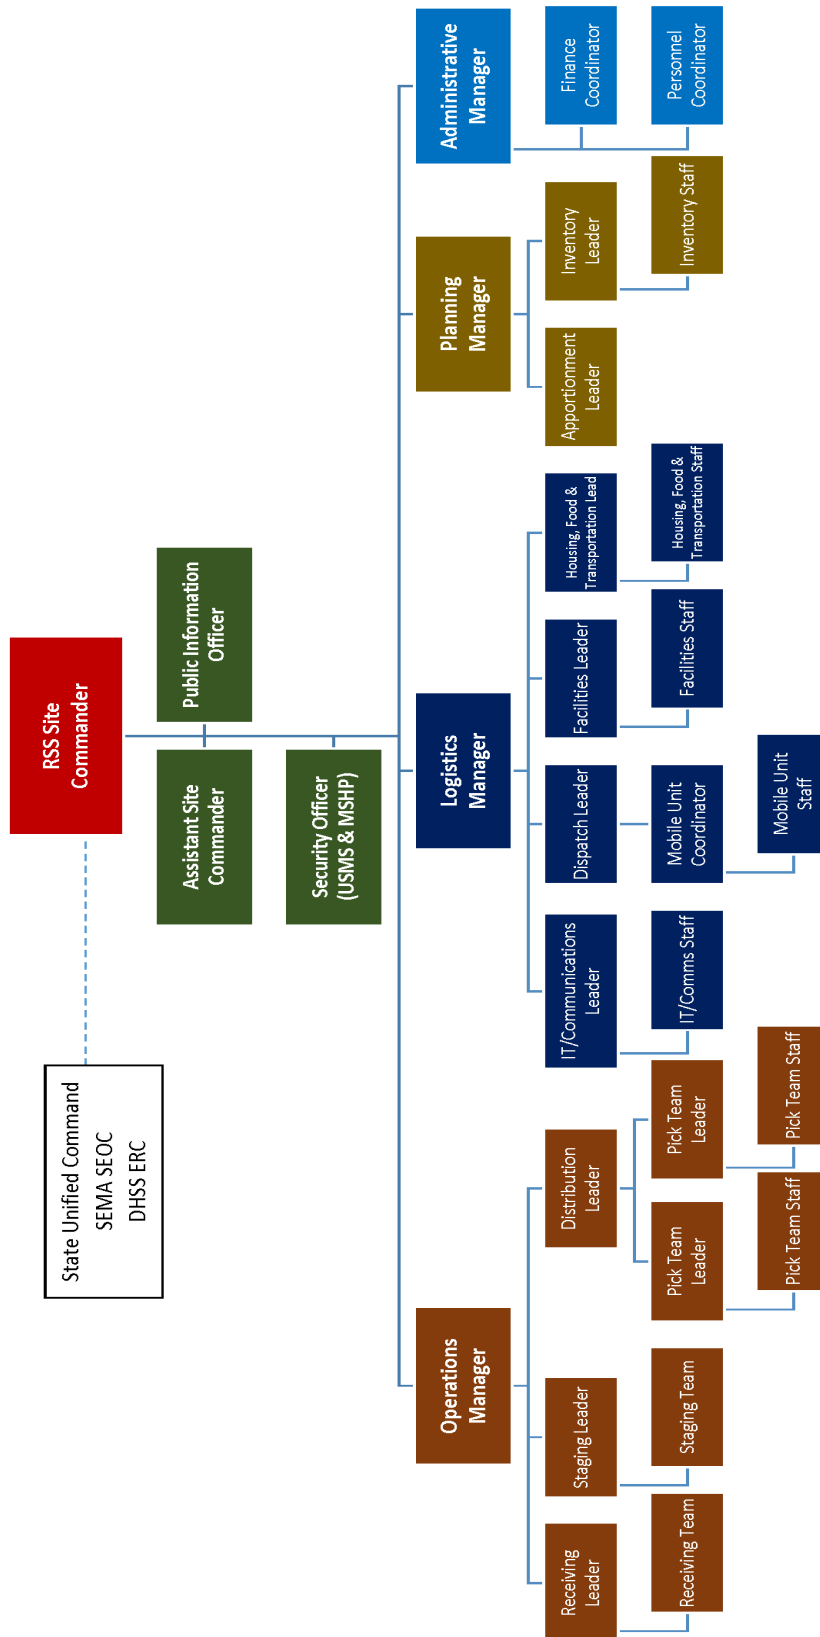 State Unified Command
SEMA SEOC
DHSS ERC
RSS Site
Commander
Assistant Site
Commander
Public Information
Officer
Security Officer
(USMS & MSHP)
Operations
Manager
Logistics
Manager
Planning
Manager
Administrative
Manager
Receiving
Leader
Staging Leader
Distribution
Leader
IT/Communications
Leader
Dispatch Leader
Facilities Leader
Housing, Food &
Transportation Lead
Apportionment
Leader
Inventory
Leader
Finance
Coordinator
Receiving Team
Staging Team
Pick Team
Leader
Pick Team
Leader
IT/Comms Staff
Mobile Unit
Coordinator
Facilities Staff
Housing, Food &
Transportation Staff
Inventory Staff
Personnel
Coordinator
Pick Team Staff
Pick Team Staff
Mobile Unit
Staff